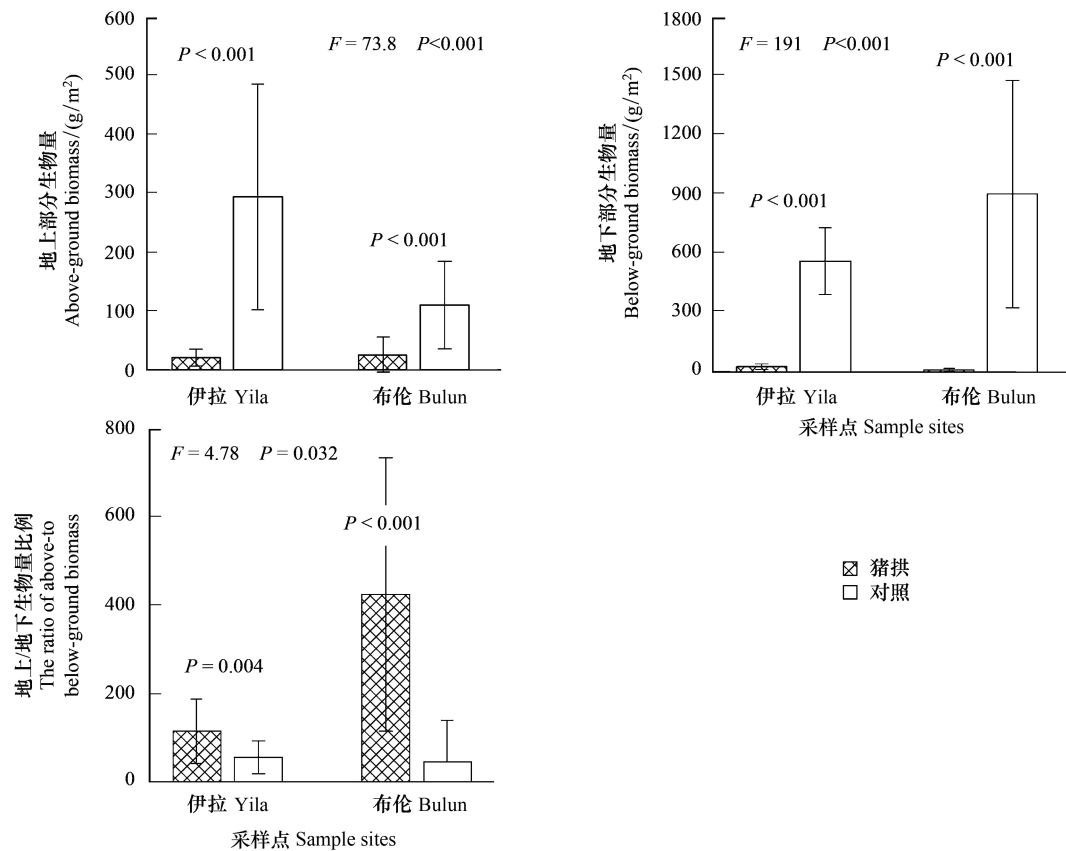 600
500
400
300
200
100
0
地上部分生物量
Above-ground biomass/(g/m²)
P < 0.001
F = 73.8 P<0.001
P < 0.001
伊拉 Yila
布伦 Bulun
1800
1500
1200
900
600
300
0
地下部分生物量
Below-ground biomass/(g/m²)
F = 191 P<0.001
P < 0.001
P < 0.001
伊拉 Yila
布伦 Bulun
采样点 Sample sites
800
600
400
200
0
地上/地下生物量比例
The ratio of above-to
below-ground biomass
F = 4.78 P = 0.032
P < 0.001
P = 0.004
伊拉 Yila
布伦 Bulun
采样点 Sample sites
猪拱
对照